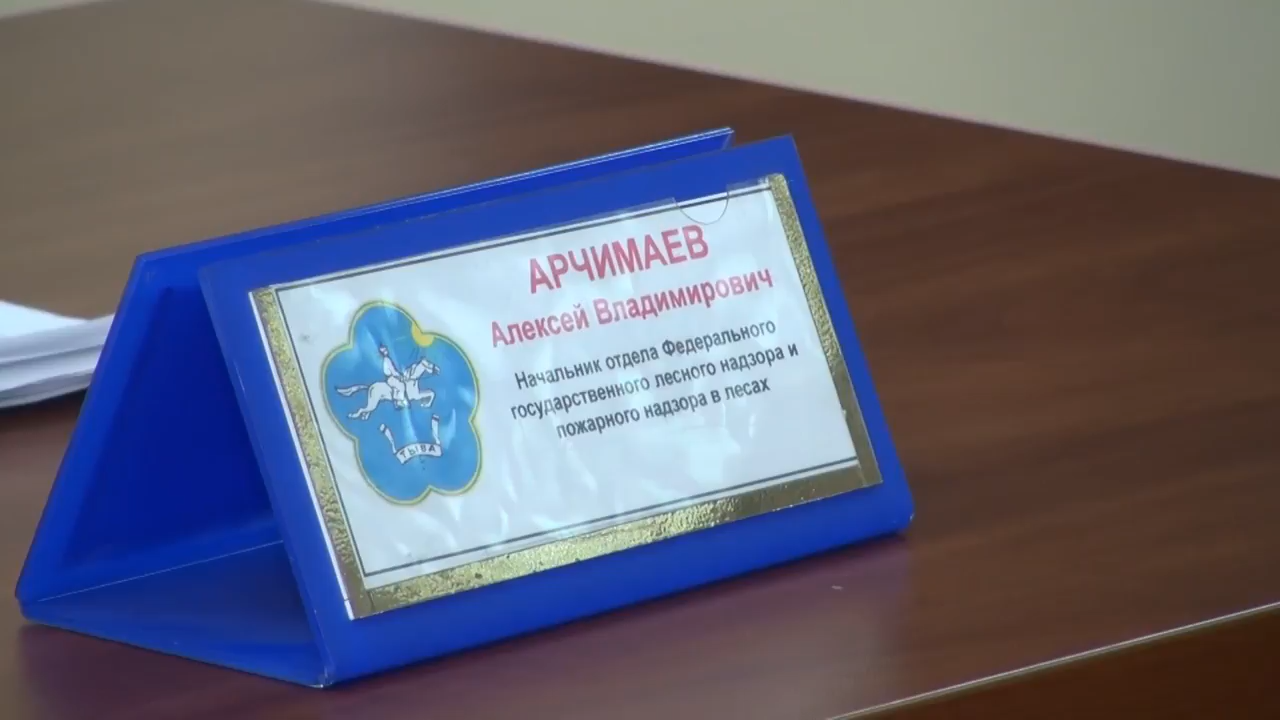 АРЧИМАЕВ
Алексей Владимирович
Начальник отдела Федерального
государственного лесного надзора и
пожарного надзора в лесах
ТЫВА